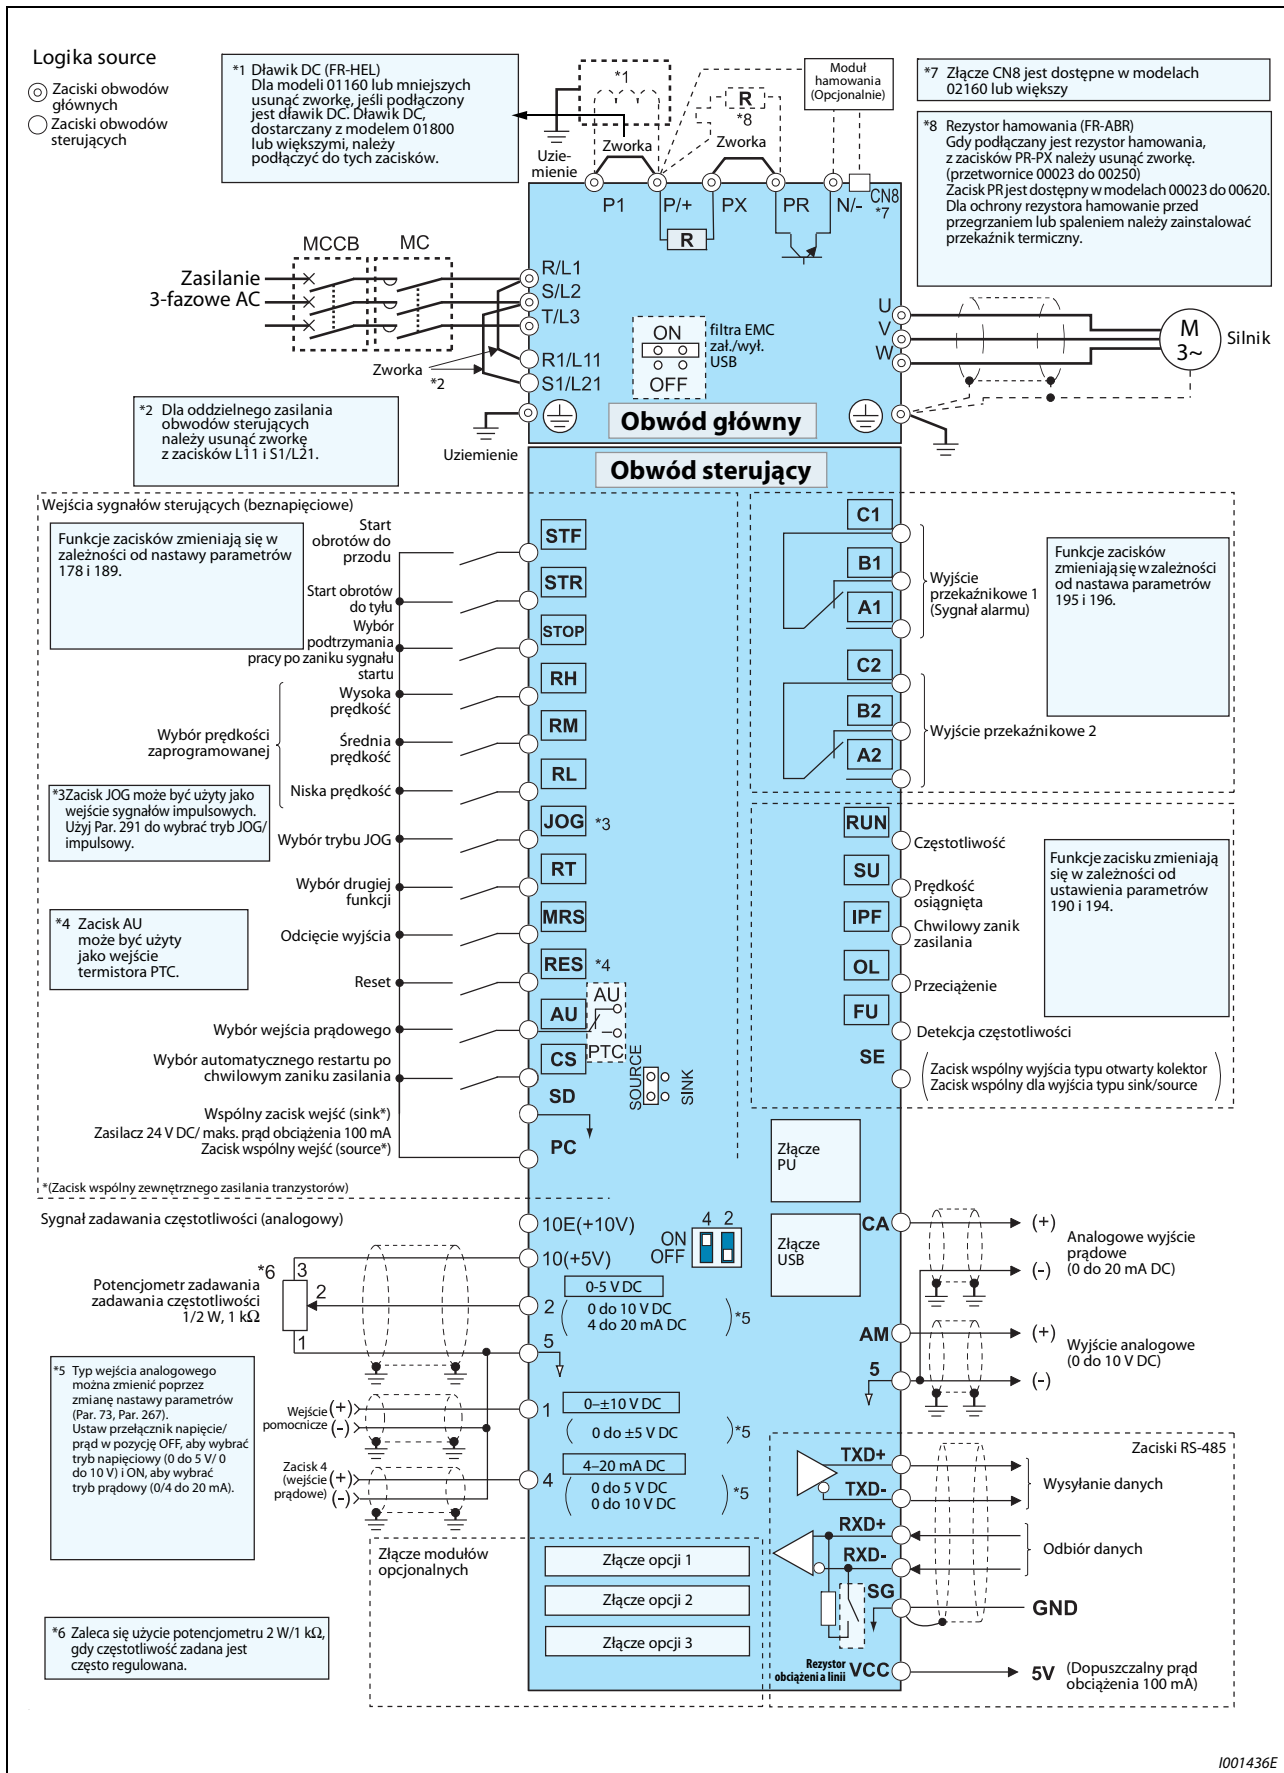 Logika source
Zaciski obwodów
głównych
Zaciski obwodów
sterujących
*1 Dławik DC (FR-HEL)
Dla modeli 01160 lub mniejszych
usunąć zworkę, jeśli podłączony
jest dławik DC. Dławik DC,
dostarczany z modelem 01800
lub większymi, należy
podłączyć do tych zacisków.
*1
R
*8
Moduł
hamowania
(Opcjonalnie)
Uzie-
mienie
Zworka
Zworka
*7 Złącze CN8 jest dostępne w modelach
02160 lub większy
*8 Rezystor hamowania (FR-ABR)
Gdy podłączany jest rezystor hamowania,
z zacisków PR-PX należy usunąć zworkę.
(przetwornice 00023 do 00250)
Zacisk PR jest dostępny w modelach 00023 do 00620.
Dla ochrony rezystora hamowanie przed
przegrzaniem lub spaleniem należy zainstalować
przekaźnik termiczny.
P1 P/+ PX PR N/- CN8
*7
R
MCCB MC
Zasilanie
3-fazowe AC
R/L1
S/L2
T/L3
R1/L11
S1/L21
Zworka
*2
ON
OFF
filtra EMC
zał./wył.
USB
U
V
W
M
3~
Silnik
*2 Dla oddzielnego zasilania
obwodów sterujących
należy usunąć zworkę
z zacisków L11 i S1/L21.
Uziemienie
Obwód główny
Obwód sterujący
Wejścia sygnałów sterujących (beznapięciowe)
Funkcje zacisków zmieniają się w
zależności od nastawy parametrów
178 i 189.
Start
obrotów do
przodu
STF
Start obrotów
do tyłu
STR
Wybór
podtrzymania
pracy po zaniku sygnału
startu
STOP
Wybór prędkości
zaprogramowanej
Wysoka
prędkość
RH
Średnia
prędkość
RM
Niska prędkość
RL
*3Zacisk JOG może być użyty jako
wejście sygnałów impulsowych.
Użyj Par. 291 do wybrać tryb JOG/
impulsowy.
Wybór trybu JOG
JOG *3
Wybór drugiej
funkcji
RT
*4 Zacisk AU
może być użyty
jako wejście
termistora PTC.
Odcięcie wyjścia
MRS
Reset
RES *4
Wybór wejścia prądowego
AU
AU
PTC
Wybór automatycznego restartu po
chwilowym zaniku zasilania
CS
SOURCE
SINK
Wspólny zacisk wejść (sink*)
SD
Zasilacz 24 V DC/ maks. prąd obciążenia 100 mA
Zacisk wspólny wejść (source*)
PC
*(Zacisk wspólny zewnętrznego zasilania tranzystorów)
C1
B1
A1
Wyjście
przekaźnikowe 1
(Sygnał alarmu)
Funkcje zacisków
zmieniają się w zależności
od nastawa parametrów
195 i 196.
C2
B2
A2
Wyjście przekaźnikowe 2
RUN
Częstotliwość
SU
Prędkość
osiągnięta
IPF
Chwilowy zanik
zasilania
OL
Przeciążenie
FU
Detekcja częstotliwości
SE
Zacisk wspólny wyjścia typu otwarty kolektor
Zacisk wspólny dla wyjścia typu sink/source
Funkcje zacisku zmieniają
się w zależności od
ustawienia parametrów
190 i 194.
Złącze
PU
Złącze
USB
Sygnał zadawania częstotliwości (analogowy)
10E(+10V)
10(+5V)
4 2
ON
OFF
*6
3
2
1
Potencjometr zadawania
zadawania częstotliwości
1/2 W, 1 kΩ
2
0-5 V DC
0 do 10 V DC
4 do 20 mA DC
*5
5
*5 Typ wejścia analogowego
można zmienić poprzez
zmianę nastawy parametrów
(Par. 73, Par. 267).
Ustaw przełącznik napięcie/
prąd w pozycję OFF, aby wybrać
tryb napięciowy (0 do 5 V/ 0
do 10 V) i ON, aby wybrać
tryb prądowy (0/4 do 20 mA).
Wejście
pomocnicze
(+)
(-)
1
0–±10 V DC
0 do ±5 V DC
*5
Zacisk 4
(wejście
prądowe)
(+)
(-)
4
4–20 mA DC
0 do 5 V DC
0 do 10 V DC
*5
CA
(+)
(-)
Analogowe wyjście
prądowe
(0 do 20 mA DC)
AM
5
(+)
(-)
Wyjście analogowe
(0 do 10 V DC)
Zaciski RS-485
TXD+
TXD-
Wysyłanie danych
RXD+
RXD-
Odbiór danych
SG
GND
Rezystor
obciążenia linii
VCC
5V
(Dopuszczalny prąd
obciążenia 100 mA)
Złącze modułów
opcjonalnych
Złącze opcji 1
Złącze opcji 2
Złącze opcji 3
*6 Zaleca się użycie potencjometru 2 W/1 kΩ,
gdy częstotliwość zadana jest
często regulowana.
I001436E